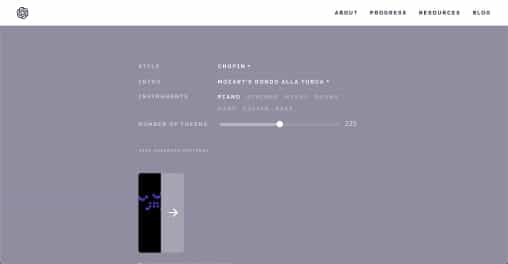 ABOUT PROGRESS RESOURCES BLOG
STYLE CHOPIN
INTRO MOZART'S RONDO ALLA TURCA
INSTRUMENTS PIANO STRINGS WINDS DRUMS
HARP GUITAR BASS
NUMBER OF TOKENS 225